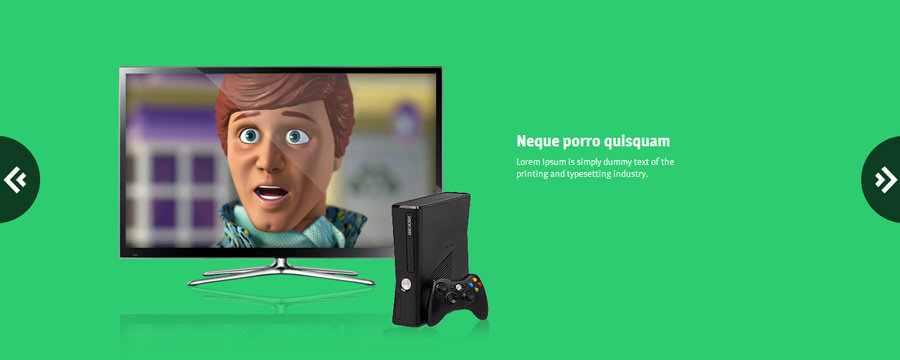 Neque porro quisquam
Lorem Ipsum is simply dummy text of the
printing and typesetting industry.